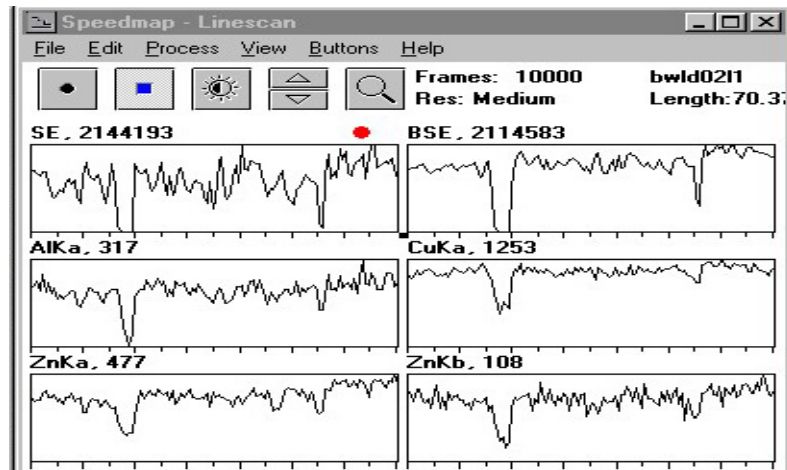 Speedmap - Linescan
File Edit Process View Buttons Help
Frames: 10000 bwld02l1
Res: Medium Length:70.37
SE, 2144193 BSE, 2114583
AlKa, 317 CuKa, 1253
ZnKa, 477 ZnKb, 108